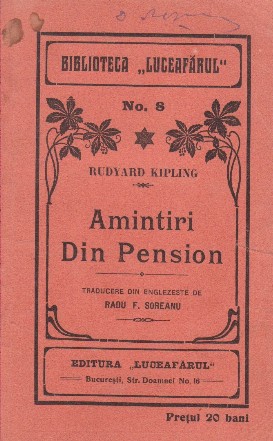 BIBLIOTECA „LUCEAFĂRUL"
No. 8
RUDYARD KIPLING
Amintiri
Din Pension
TRADUCERE DIN ENGLEZEȘTE DE
RADU F. SOREANU
EDITURA „LUCEAFĂRUL"
București, Str. Doamnei No. 16
Prețul 20 bani